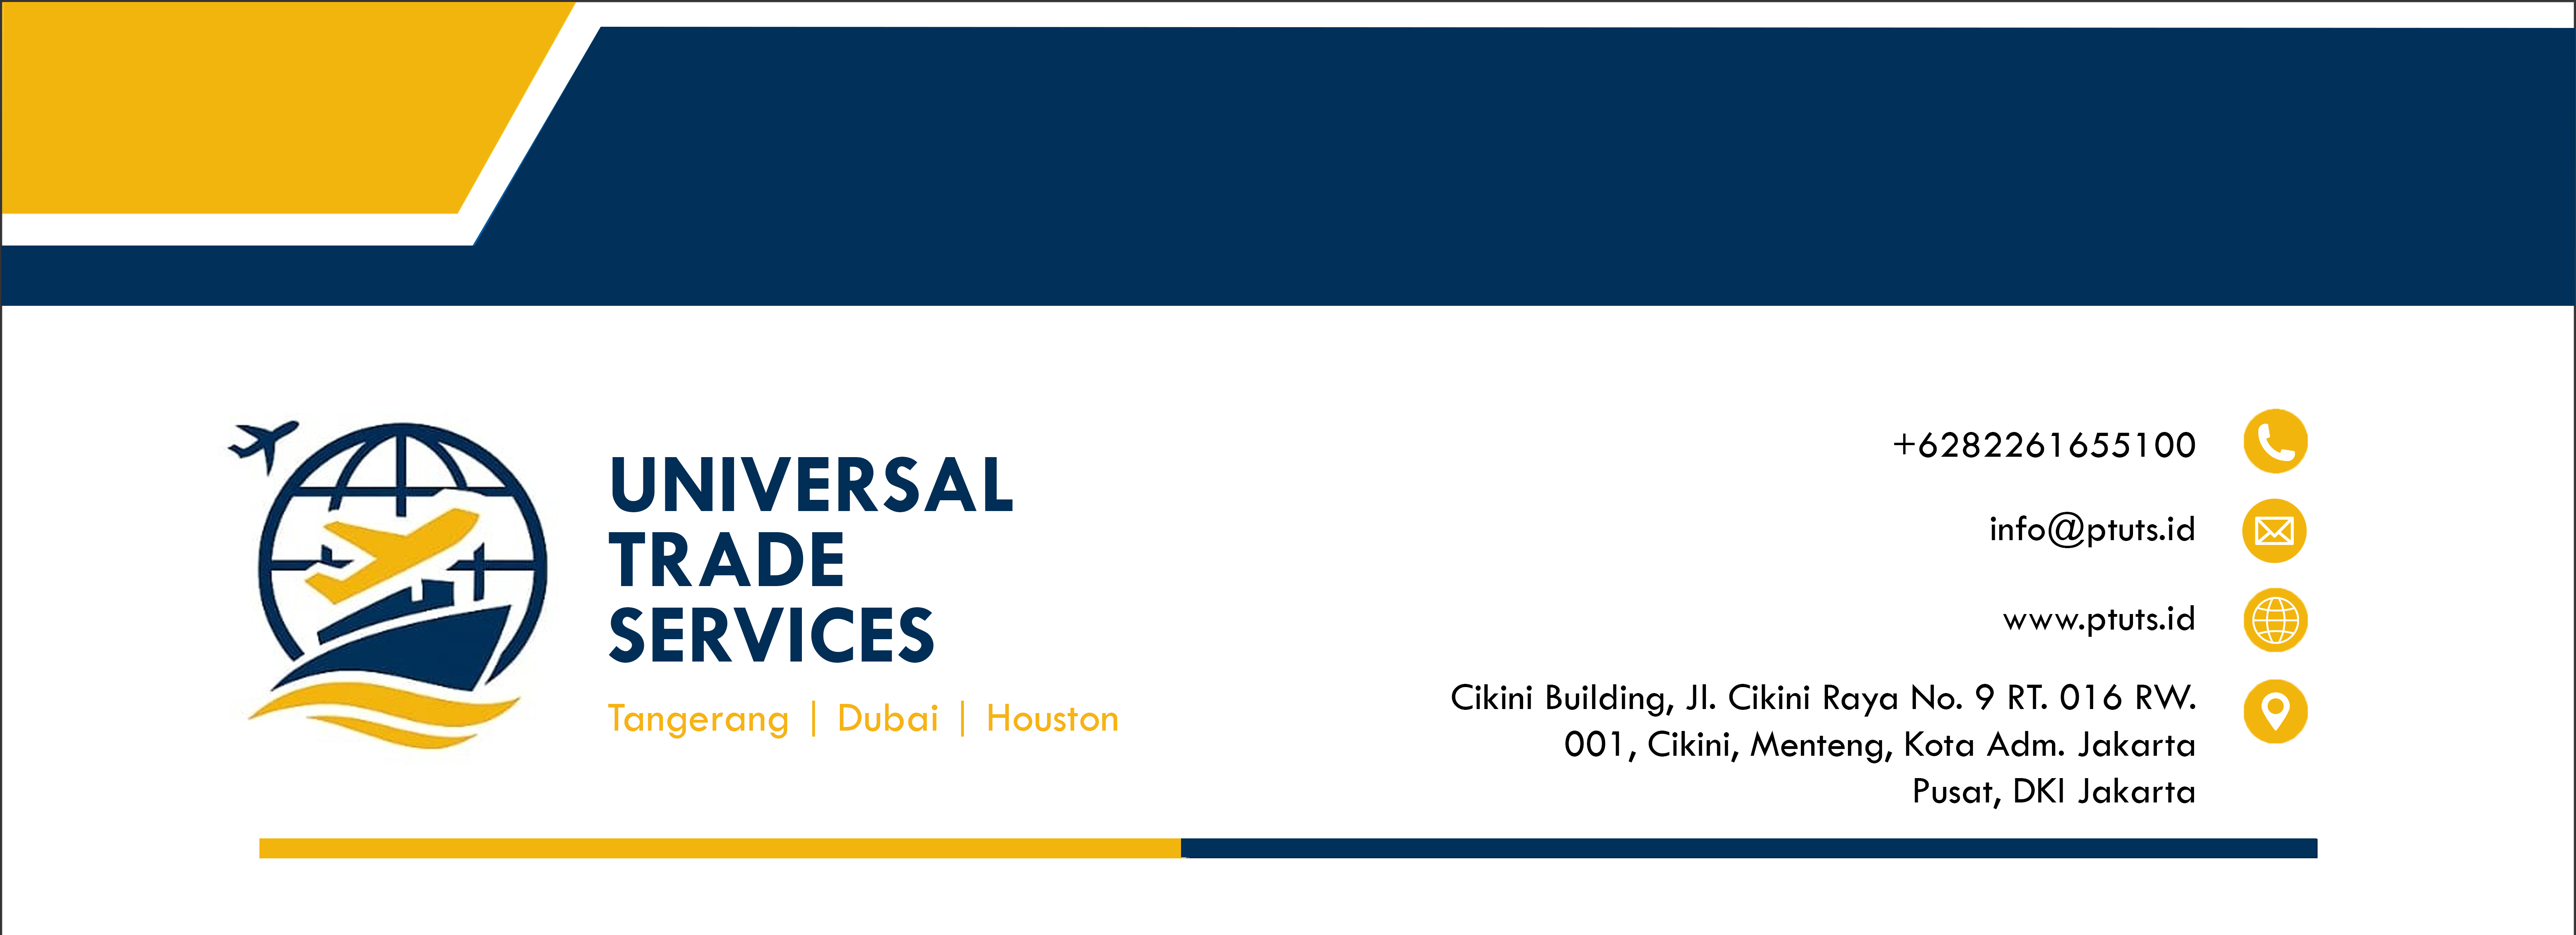 UNIVERSAL
TRADE
SERVICES
Tangerang | Dubai | Houston
+6282261655100
info@ptuts.id
www.ptuts.id
Cikini Building, Jl. Cikini Raya No. 9 RT. 016 RW.
001, Cikini, Menteng, Kota Adm. Jakarta
Pusat, DKI Jakarta